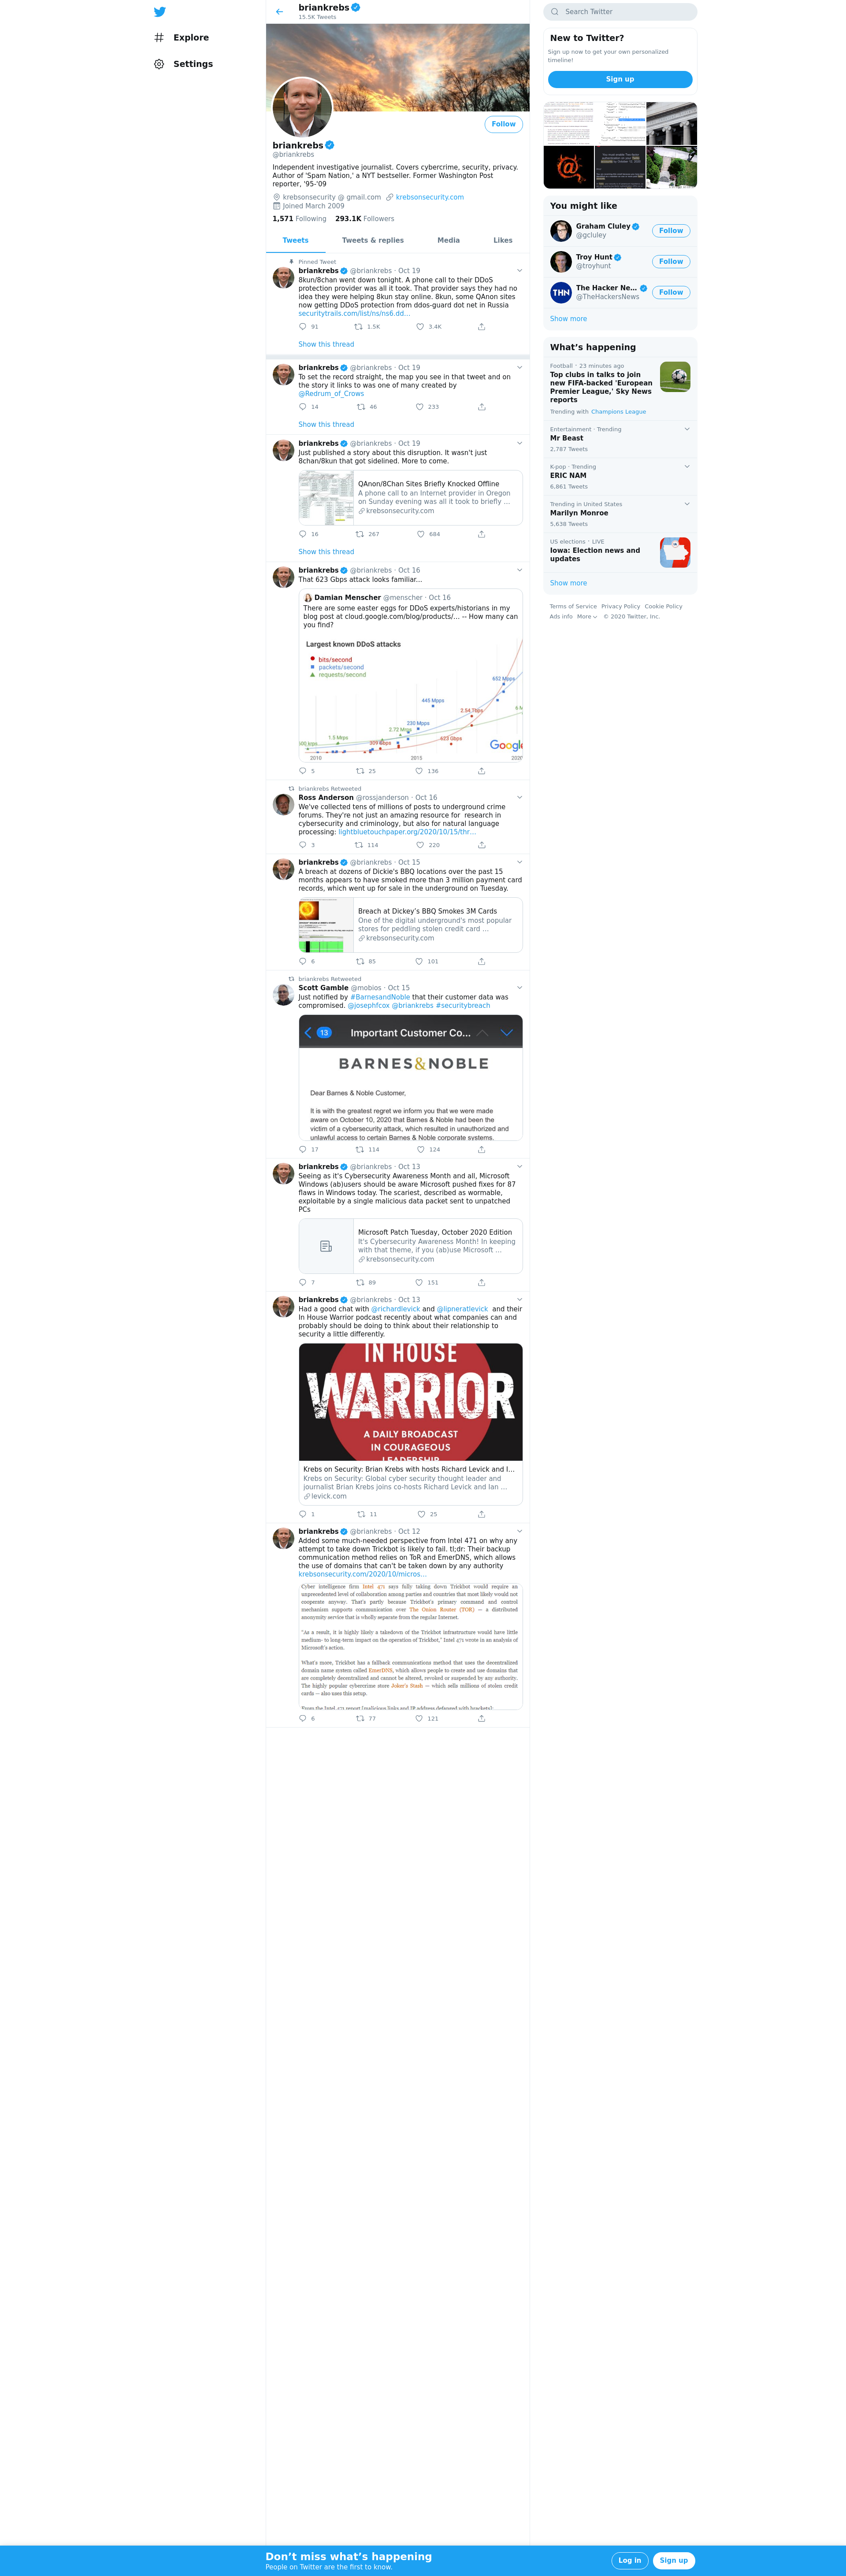 Explore
Settings
briankrebs
15.5K Tweets
Follow
briankrebs
@briankrebs
Independent investigative journalist. Covers cybercrime, security, privacy.
Author of 'Spam Nation,' a NYT bestseller. Former Washington Post
reporter, '95-'09
krebsonsecurity @ gmail.com krebsonsecurity.com
Joined March 2009
1,571 Following 293.1K Followers
Tweets Tweets & replies Media Likes
Pinned Tweet
briankrebs @briankrebs · Oct 19
8kun/8chan went down tonight. A phone call to their DDoS
protection provider was all it took. That provider says they had no
idea they were helping 8kun stay online. 8kun, some QAnon sites
now getting DDoS protection from ddos-guard dot net in Russia
securitytrails.com/list/ns/ns6.dd…
91 1.5K 3.4K
Show this thread
briankrebs @briankrebs · Oct 19
To set the record straight, the map you see in that tweet and on
the story it links to was one of many created by
@Redrum_of_Crows
14 46 233
Show this thread
briankrebs @briankrebs · Oct 19
Just published a story about this disruption. It wasn't just
8chan/8kun that got sidelined. More to come.
QAnon/8Chan Sites Briefly Knocked Offline
A phone call to an Internet provider in Oregon
on Sunday evening was all it took to briefly …
krebsonsecurity.com
16 267 684
Show this thread
briankrebs @briankrebs · Oct 16
That 623 Gbps attack looks familiar...
Damian Menscher @menscher · Oct 16
There are some easter eggs for DDoS experts/historians in my
blog post at cloud.google.com/blog/products/… -- How many can
you find?
Largest known DDoS attacks
bits/second
packets/second
requests/second
652 Mpps
445 Mpps
2.54 Tbps
230 Mpps
2.72 Mrps
1.5 Mrps
309 Gbps
623 Gbps
Google
2010 2015 2020
5 25 136
briankrebs Retweeted
Ross Anderson @rossjanderson · Oct 16
We've collected tens of millions of posts to underground crime
forums. They're not just an amazing resource for research in
cybersecurity and criminology, but also for natural language
processing: lightbluetouchpaper.org/2020/10/15/thr…
3 114 220
briankrebs @briankrebs · Oct 15
A breach at dozens of Dickie's BBQ locations over the past 15
months appears to have smoked more than 3 million payment card
records, which went up for sale in the underground on Tuesday.
Breach at Dickey's BBQ Smokes 3M Cards
One of the digital underground's most popular
stores for peddling stolen credit card …
krebsonsecurity.com
6 85 101
briankrebs Retweeted
Scott Gamble @mobios · Oct 15
Just notified by #BarnesandNoble that their customer data was
compromised. @josephfcox @briankrebs #securitybreach
13 Important Customer Co...
BARNES&NOBLE
Dear Barnes & Noble Customer,
It is with the greatest regret we inform you that we were made
aware on October 10, 2020 that Barnes & Noble had been the
victim of a cybersecurity attack, which resulted in unauthorized and
unlawful access to certain Barnes & Noble corporate systems.
17 114 124
briankrebs @briankrebs · Oct 13
Seeing as it's Cybersecurity Awareness Month and all, Microsoft
Windows (ab)users should be aware Microsoft pushed fixes for 87
flaws in Windows today. The scariest, described as wormable,
exploitable by a single malicious data packet sent to unpatched
PCs
Microsoft Patch Tuesday, October 2020 Edition
It's Cybersecurity Awareness Month! In keeping
with that theme, if you (ab)use Microsoft …
krebsonsecurity.com
7 89 151
briankrebs @briankrebs · Oct 13
Had a good chat with @richardlevick and @lipneratlevick and their
In House Warrior podcast recently about what companies can and
probably should be doing to think about their relationship to
security a little differently.
IN HOUSE
WARRIOR
A DAILY BROADCAST
IN COURAGEOUS
LEADERSHIP
Krebs on Security: Brian Krebs with hosts Richard Levick and I…
Krebs on Security: Global cyber security thought leader and
journalist Brian Krebs joins co-hosts Richard Levick and Ian …
levick.com
1 11 25
briankrebs @briankrebs · Oct 12
Added some much-needed perspective from Intel 471 on why any
attempt to take down Trickbot is likely to fail. tl;dr: Their backup
communication method relies on ToR and EmerDNS, which allows
the use of domains that can't be taken down by any authority
krebsonsecurity.com/2020/10/micros…
Cyber intelligence firm Intel 471 says fully taking down Trickbot would require an
unprecedented level of collaboration among parties and countries that most likely would not
cooperate anyway. That's partly because Trickbot's primary command and control
mechanism supports communication over The Onion Router (TOR) — a distributed
anonymity service that is wholly separate from the regular Internet.
"As a result, it is highly likely a takedown of the Trickbot infrastructure would have little
medium- to long-term impact on the operation of Trickbot," Intel 471 wrote in an analysis of
Microsoft's action.
What's more, Trickbot has a fallback communications method that uses the decentralized
domain name system called EmerDNS, which allows people to create and use domains that
are completely decentralized and cannot be altered, revoked or suspended by any authority.
The highly popular cybercrime store Joker's Stash — which sells millions of stolen credit
cards — also uses this setup.
From the Intel 471 report [malicious links and IP address defanged with brackets]:
6 77 121
Search Twitter
New to Twitter?
Sign up now to get your own personalized
timeline!
Sign up
You might like
Graham Cluley
@gcluley
Follow
Troy Hunt
@troyhunt
Follow
THN
The Hacker Ne…
@TheHackersNews
Follow
Show more
What's happening
Football · 23 minutes ago
Top clubs in talks to join
new FIFA-backed 'European
Premier League,' Sky News
reports
Trending with Champions League
Entertainment · Trending
Mr Beast
2,787 Tweets
K-pop · Trending
ERIC NAM
6,861 Tweets
Trending in United States
Marilyn Monroe
5,638 Tweets
US elections · LIVE
Iowa: Election news and
updates
Show more
Terms of Service Privacy Policy Cookie Policy
Ads info More © 2020 Twitter, Inc.
Don't miss what's happening
People on Twitter are the first to know.
Log in Sign up